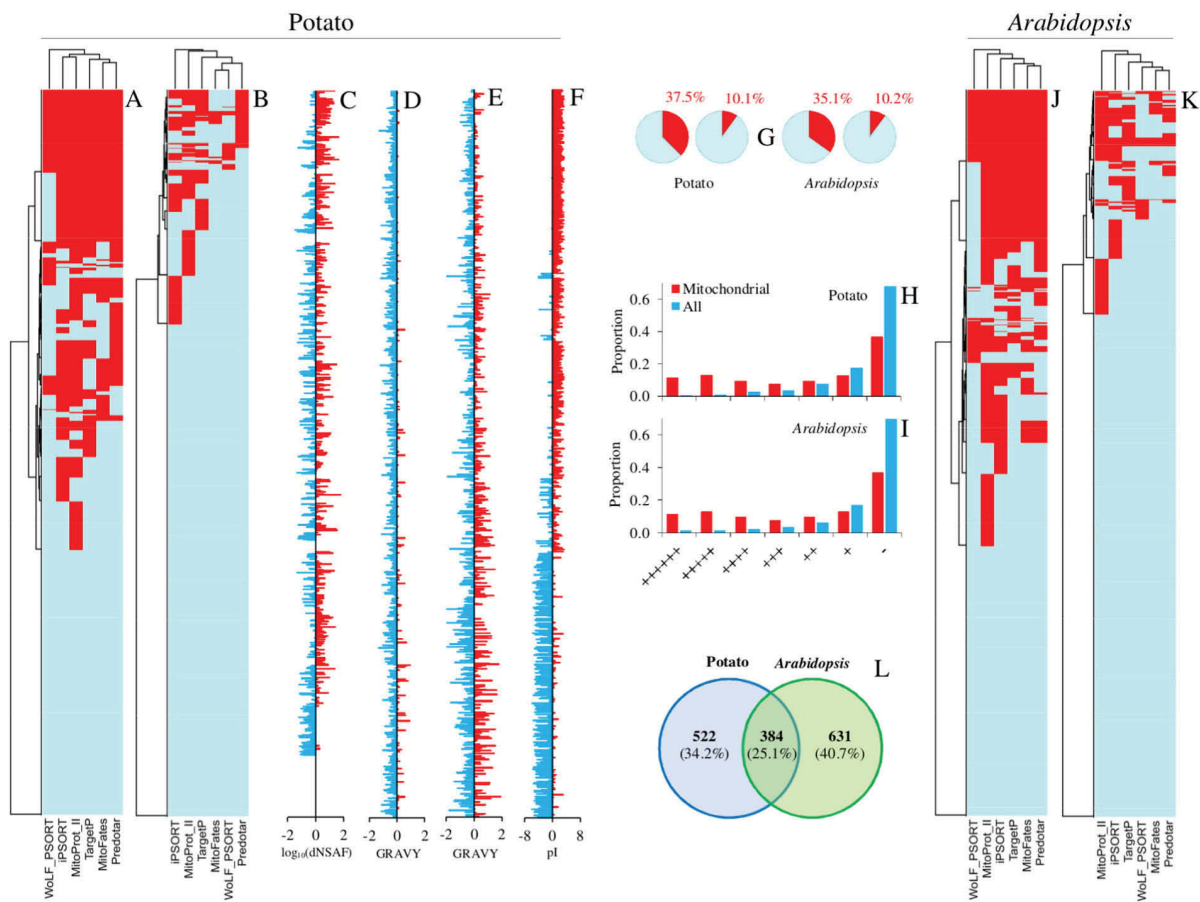 Potato
Arabidopsis
A
B
C
D
E
F
37.5%
10.1%
35.1%
10.2%
G
Potato
Arabidopsis
J
K
Mitochondrial
All
Potato
H
Proportion
0.6
0.4
0.2
0.0
Arabidopsis
I
Proportion
0.6
0.4
0.2
0.0
++++++
+++++
++++
+++
++
+
-
Potato
Arabidopsis
L
522
(34.2%)
384
(25.1%)
631
(40.7%)
WoLF_PSORT
iPSORT
MitoProt_II
TargetP
MitoFates
Predotar
iPSORT
MitoProt_II
TargetP
MitoFates
WoLF_PSORT
Predotar
-2 0 2
log10(dNSAF)
-2 0 2
GRAVY
-2 0 2
GRAVY
-8 0 8
pI
WoLF_PSORT
MitoProt_II
iPSORT
TargetP
MitoFates
Predotar
MitoProt_II
iPSORT
TargetP
WoLF_PSORT
MitoFates
Predotar